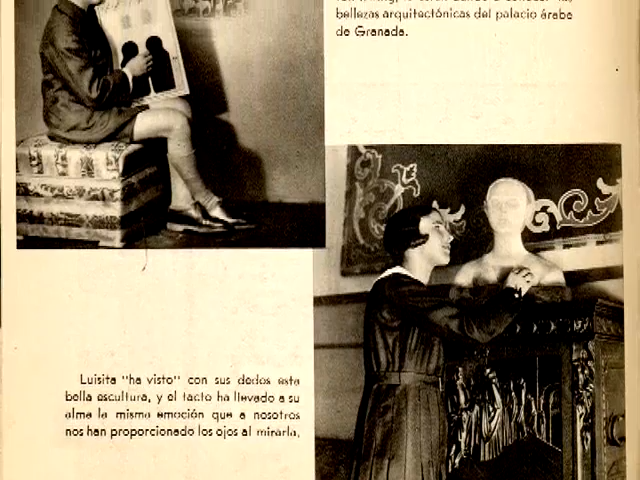 bellezas arquitectónicas del palacio árabe
de Granada.
Luisita "ha visto" con sus dedos esta
bella escultura, y el tacto ha llevado a su
alma la misma emoción que a nosotros
nos han proporcionado los ojos al mirarla.